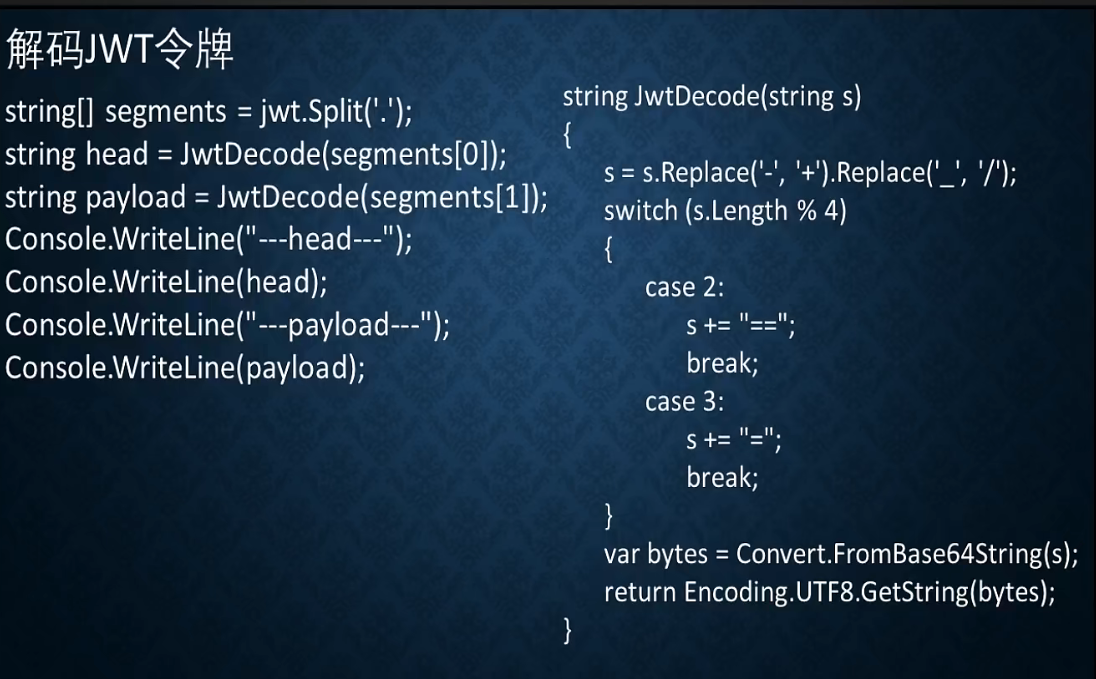 解码JWT令牌
string[] segments = jwt.Split('.');
string head = JwtDecode(segments[0]);
string payload = JwtDecode(segments[1]);
Console.WriteLine("---head---");
Console.WriteLine(head);
Console.WriteLine("---payload---");
Console.WriteLine(payload);
string JwtDecode(string s)
{
s = s.Replace('-', '+').Replace('_', '/');
switch (s.Length % 4)
{
case 2:
s += "==";
break;
case 3:
s += "=";
break;
}
var bytes = Convert.FromBase64String(s);
return Encoding.UTF8.GetString(bytes);
}